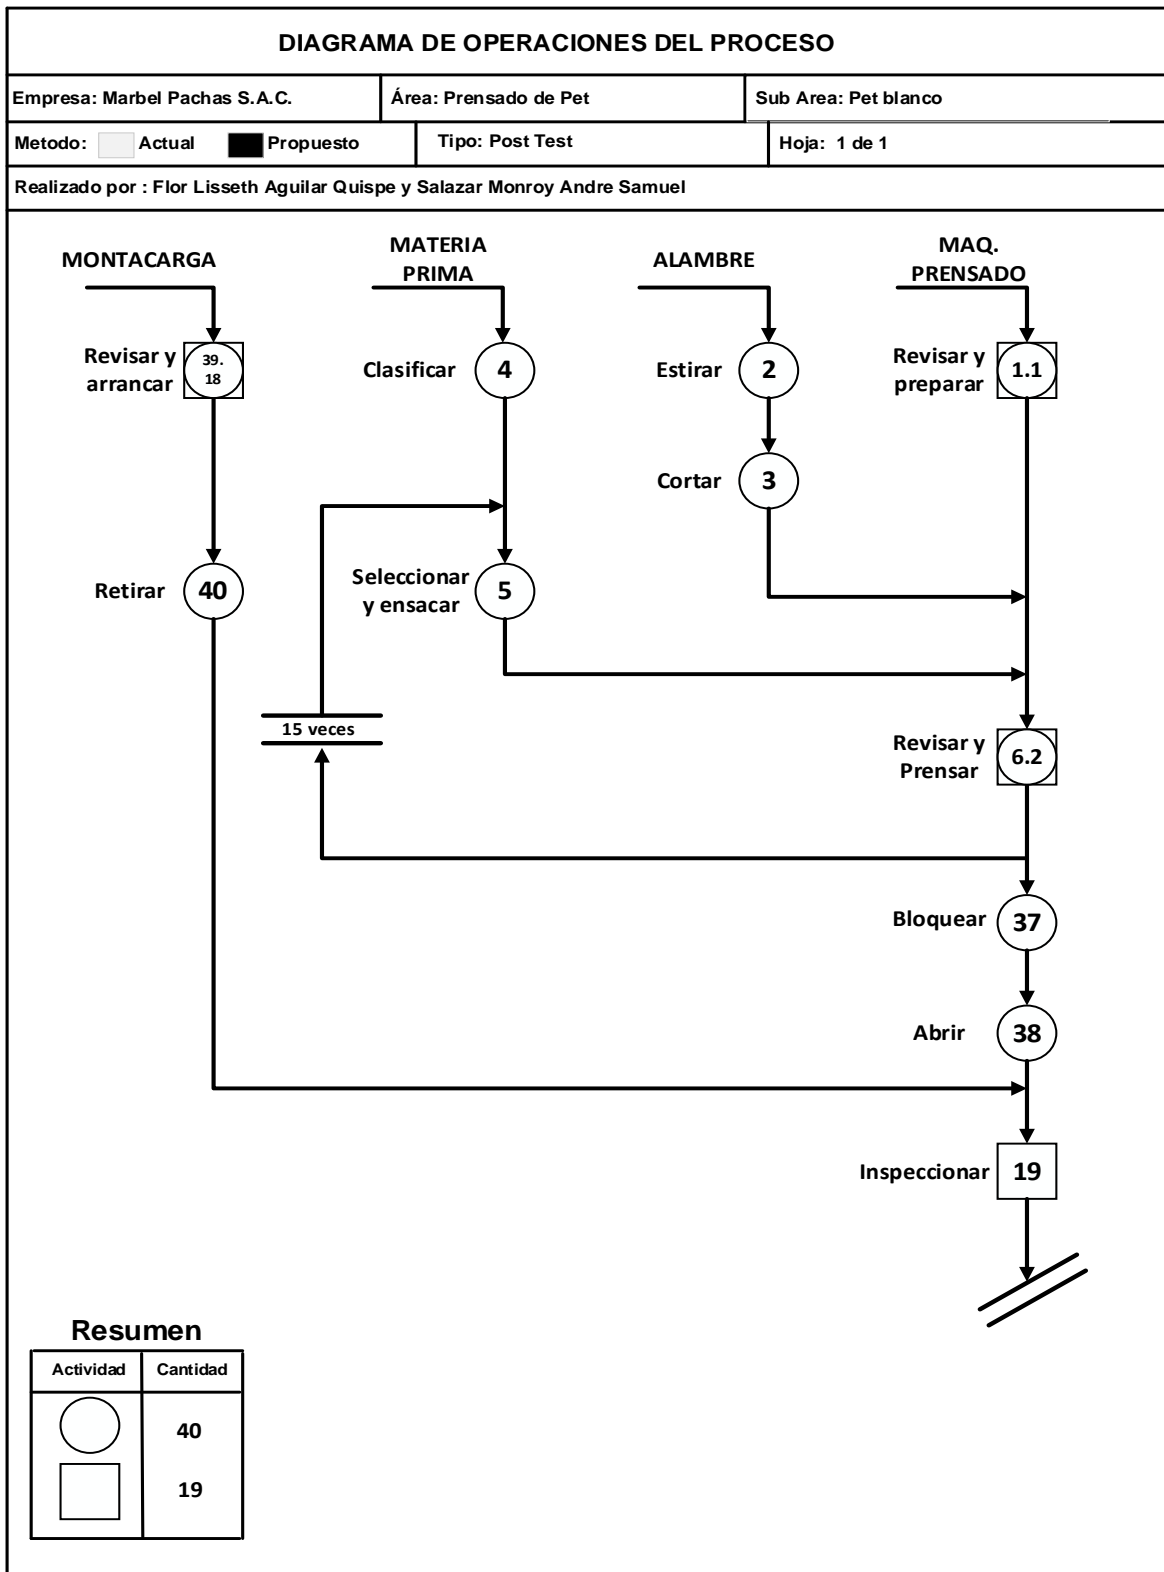 DIAGRAMA DE OPERACIONES DEL PROCESO
Empresa: Marbel Pachas S.A.C.
Área: Prensado de Pet
Sub Area: Pet blanco
Metodo: Actual Propuesto
Tipo: Post Test
Hoja: 1 de 1
Realizado por : Flor Lisseth Aguilar Quispe y Salazar Monroy Andre Samuel
MONTACARGA
MATERIA
PRIMA
ALAMBRE
MAQ.
PRENSADO
Revisar y
arrancar
39.
18
Clasificar
4
Estirar
2
Revisar y
preparar
1.1
Cortar
3
Retirar
40
Seleccionar
y ensacar
5
15 veces
Revisar y
Prensar
6.2
Bloquear
37
Abrir
38
Inspeccionar
19
Resumen
Actividad Cantidad
40
19